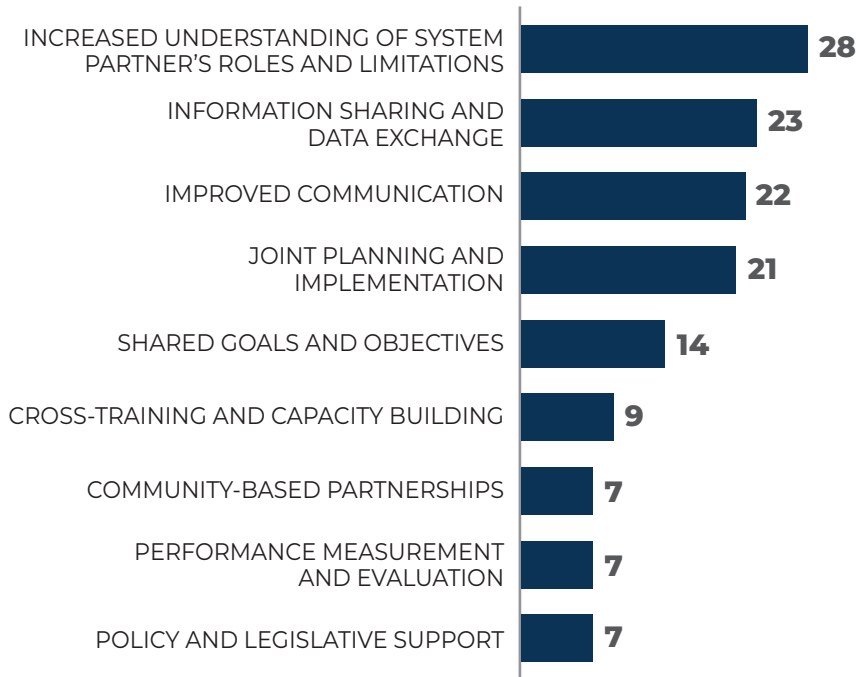 INCREASED UNDERSTANDING OF SYSTEM
PARTNER’S ROLES AND LIMITATIONS
28
INFORMATION SHARING AND
DATA EXCHANGE
23
IMPROVED COMMUNICATION
22
JOINT PLANNING AND
IMPLEMENTATION
21
SHARED GOALS AND OBJECTIVES
14
CROSS-TRAINING AND CAPACITY BUILDING
9
COMMUNITY-BASED PARTNERSHIPS
7
PERFORMANCE MEASUREMENT
AND EVALUATION
7
POLICY AND LEGISLATIVE SUPPORT
7